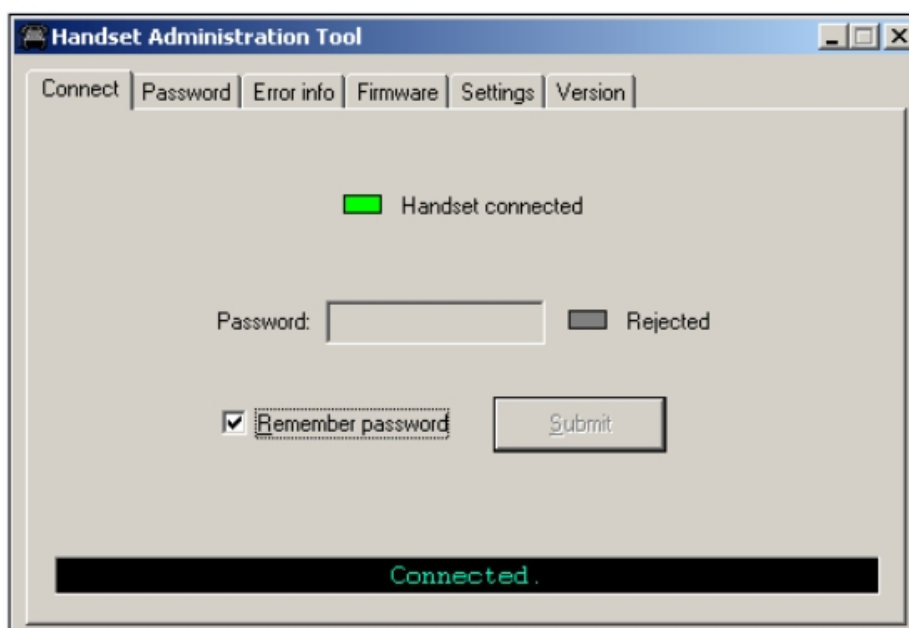 Handset Administration Tool
Connect Password Error info Firmware Settings Version
Handset connected
Password: Rejected
Remember password Submit
Connected.